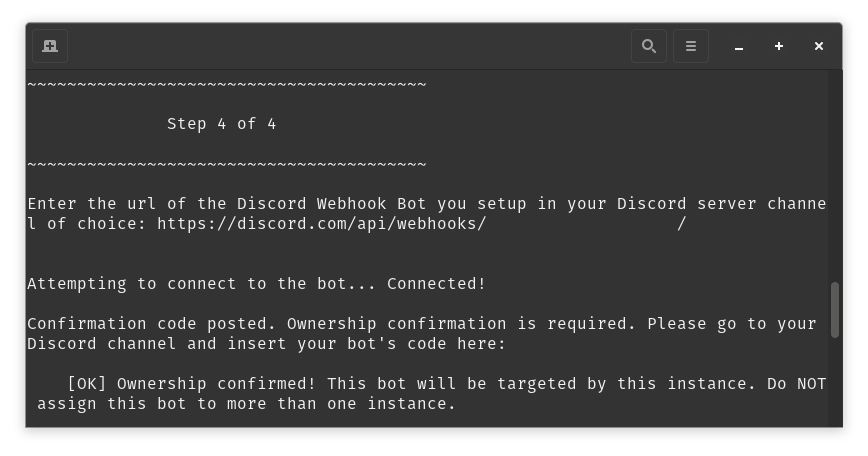 ~~~~~~~~~~~~~~~~~~~~~~~~~~~~~~~~~~~~~~~~
Step 4 of 4
~~~~~~~~~~~~~~~~~~~~~~~~~~~~~~~~~~~~~~~~
Enter the url of the Discord Webhook Bot you setup in your Discord server channe
l of choice: https://discord.com/api/webhooks/                   /
Attempting to connect to the bot... Connected!
Confirmation code posted. Ownership confirmation is required. Please go to your
Discord channel and insert your bot's code here:
[OK] Ownership confirmed! This bot will be targeted by this instance. Do NOT
assign this bot to more than one instance.